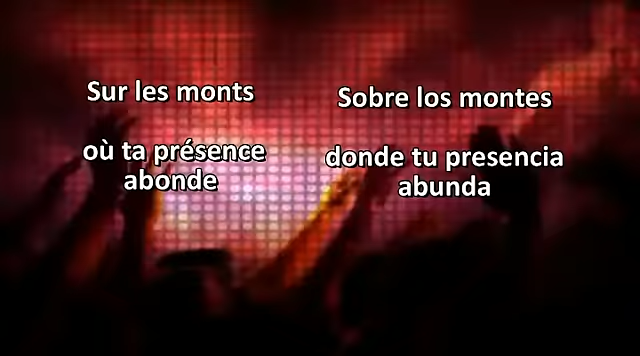 Sur les monts
où ta présence
abonde
Sobre los montes
donde tu presencia
abunda